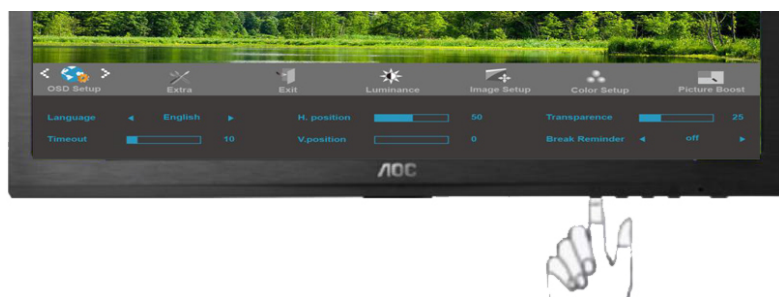 < >
OSD Setup Extra Exit Luminance Image Setup Color Setup Picture Boost
Language English H. position 50 Transparence 25
Timeout 10 V.position 0 Break Reminder off
AOC